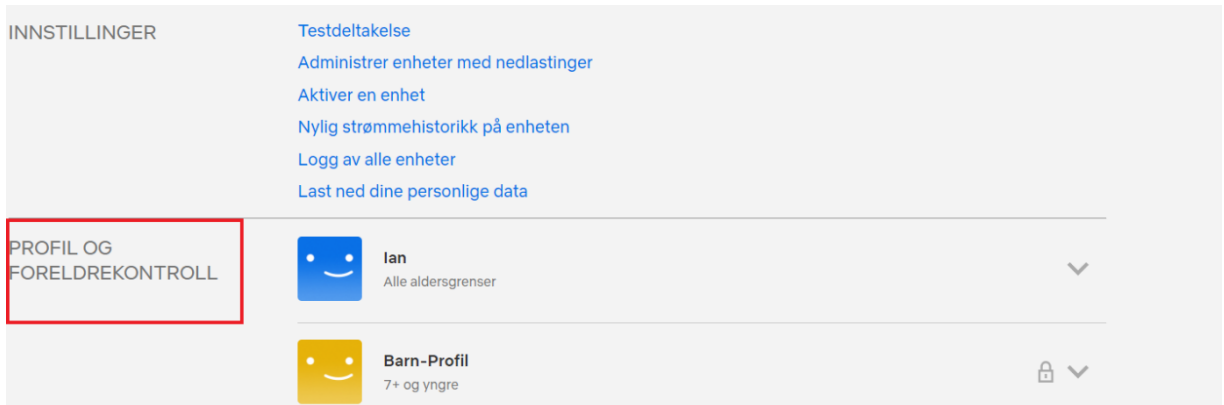 INNSTILLINGER
Testdeltakelse
Administrer enheter med nedlastinger
Aktiver en enhet
Nylig strømmehistorikk på enheten
Logg av alle enheter
Last ned dine personlige data
PROFIL OG
FORELDREKONTROLL
Ian
Alle aldersgrenser
Barn-Profil
7+ og yngre